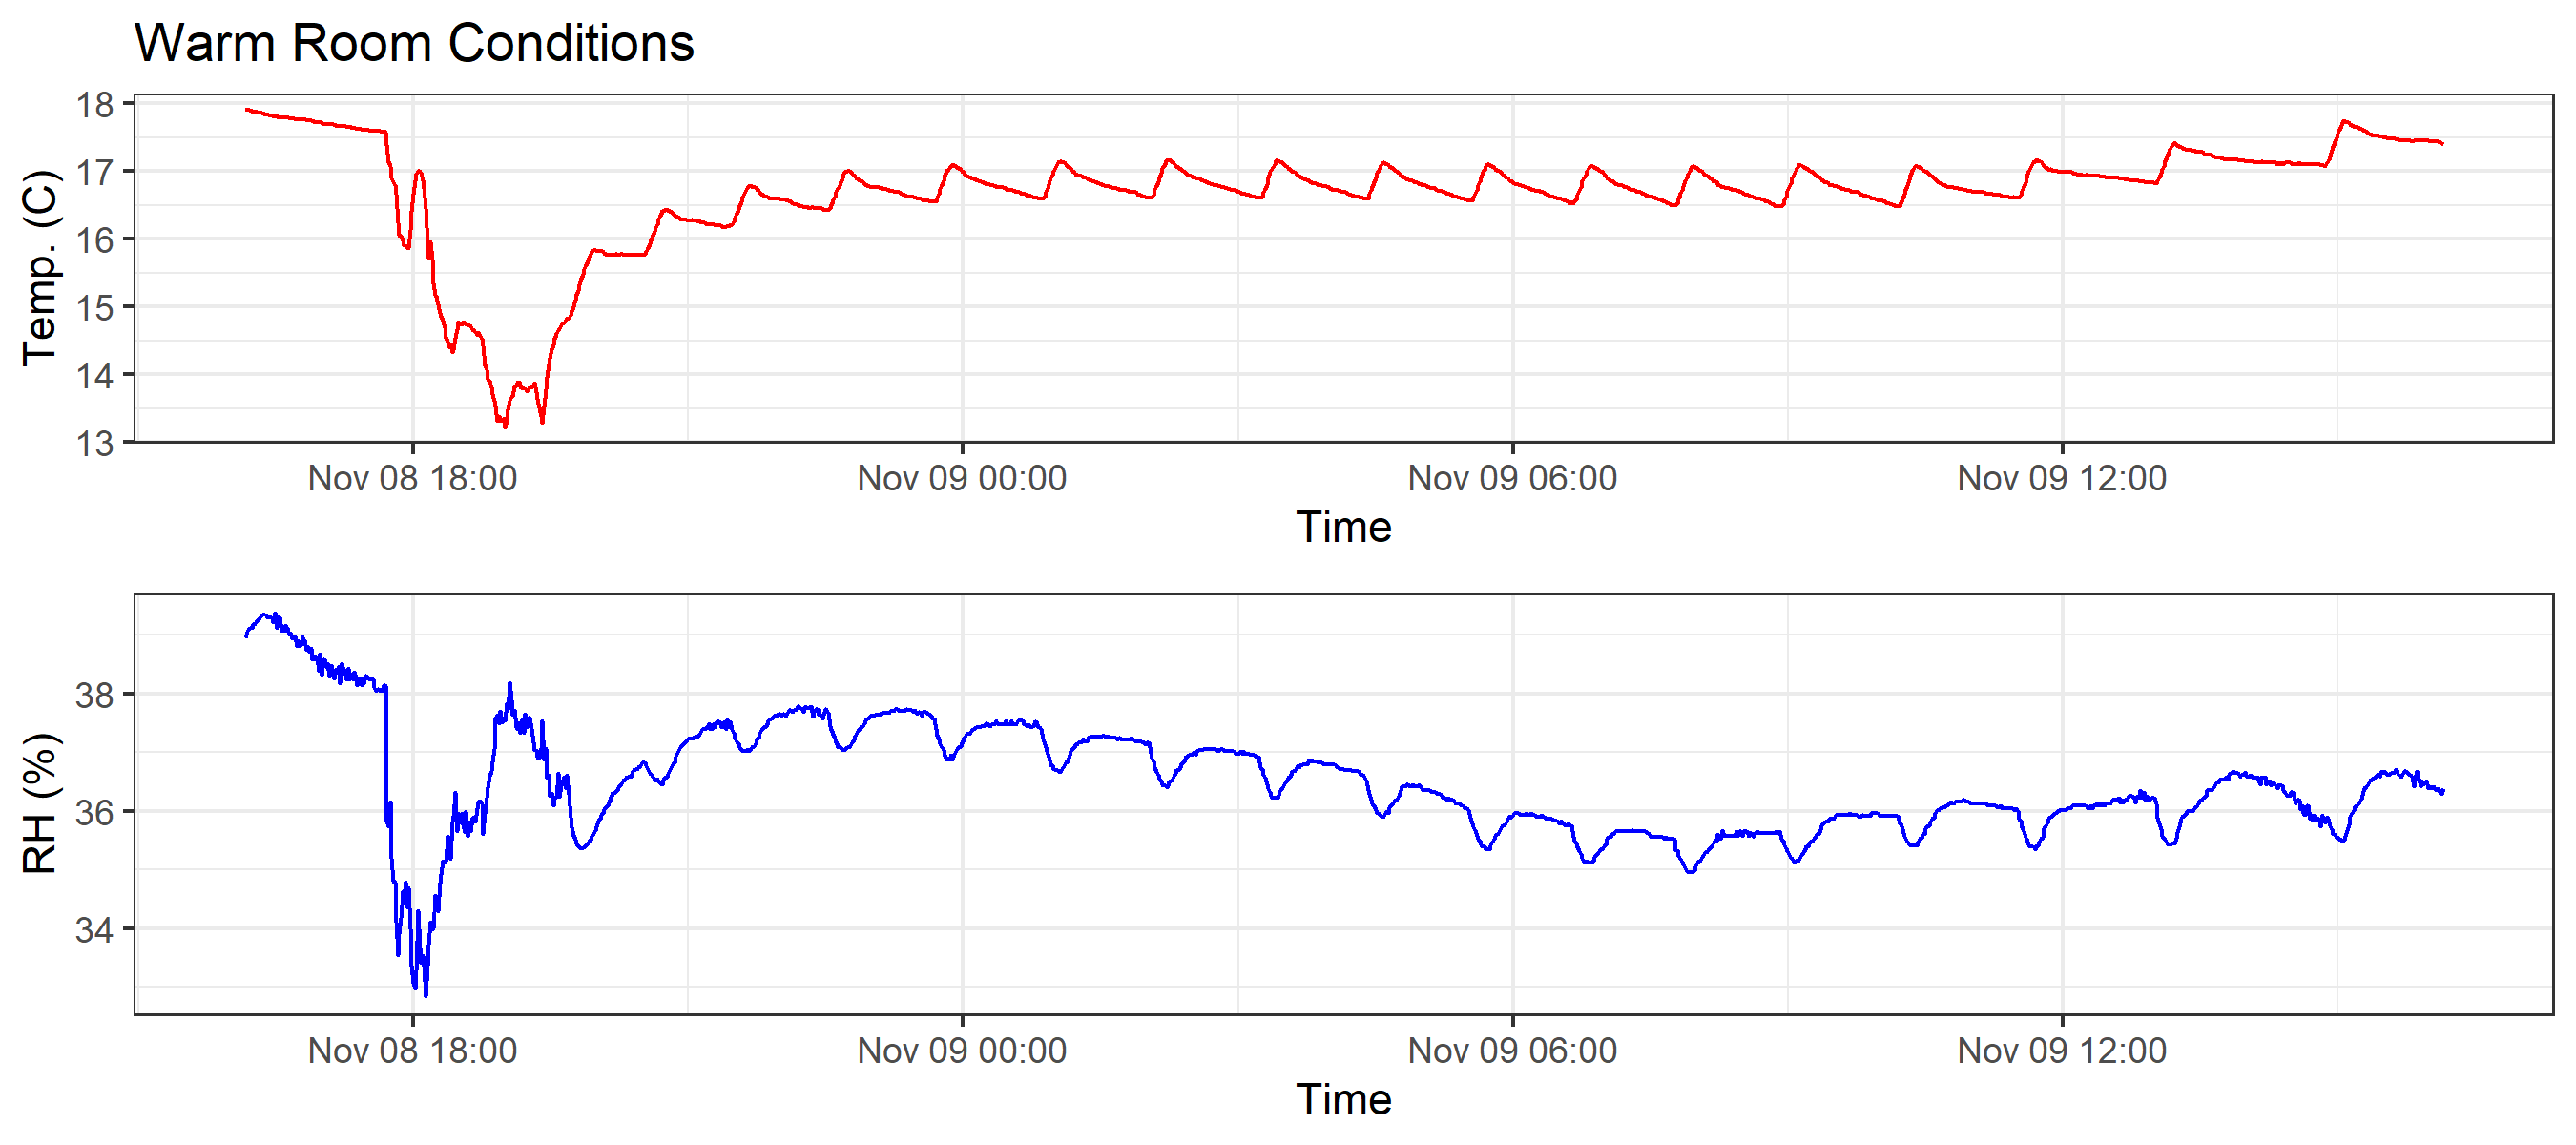 Warm Room Conditions
Temp. (C)
18
17
16
15
14
13
Nov 08 18:00 Nov 09 00:00 Nov 09 06:00 Nov 09 12:00
Time
RH (%)
38
36
34
Nov 08 18:00 Nov 09 00:00 Nov 09 06:00 Nov 09 12:00
Time